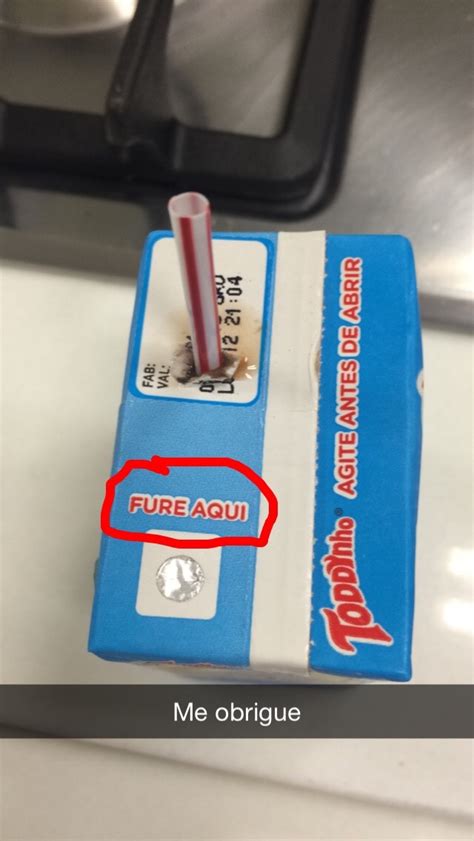 FAB:
VAL:
12 21:04
FURE AQUI
TODDYnho® AGITE ANTES DE ABRIR
Me obrigue